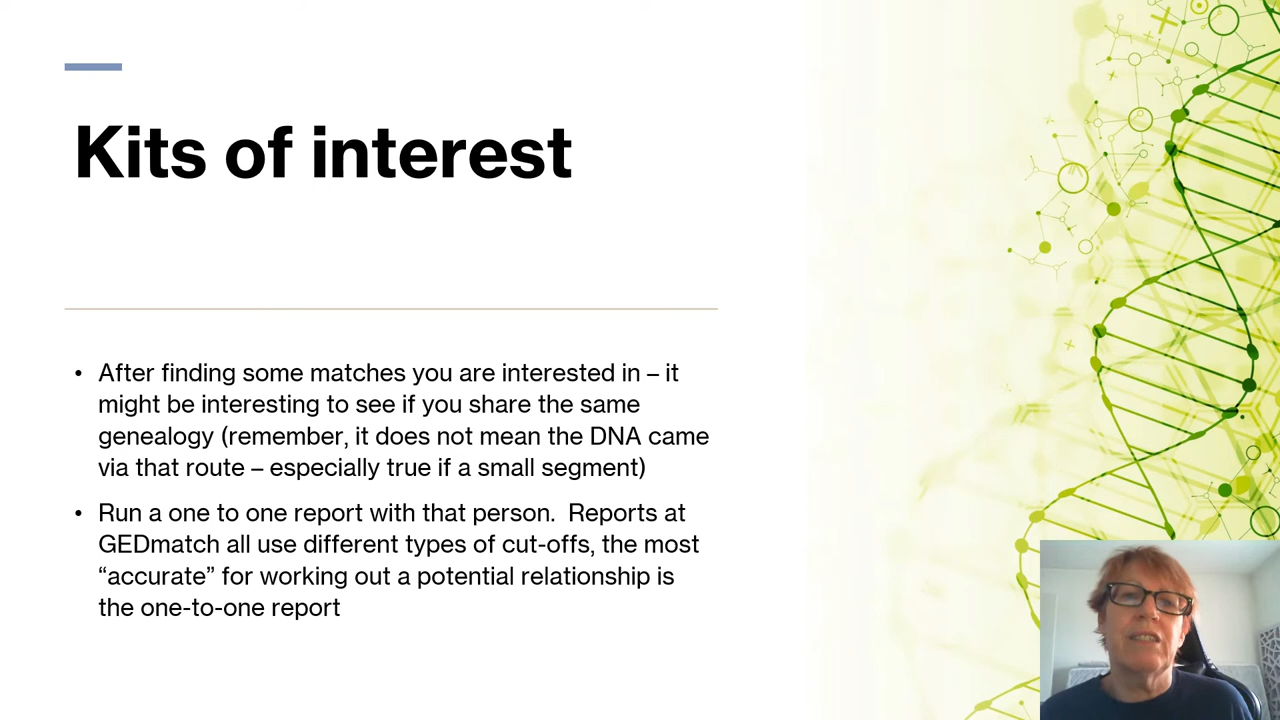 Kits of interest
• After finding some matches you are interested in – it
might be interesting to see if you share the same
genealogy (remember, it does not mean the DNA came
via that route – especially true if a small segment)
• Run a one to one report with that person.  Reports at
GEDmatch all use different types of cut-offs, the most
“accurate” for working out a potential relationship is
the one-to-one report